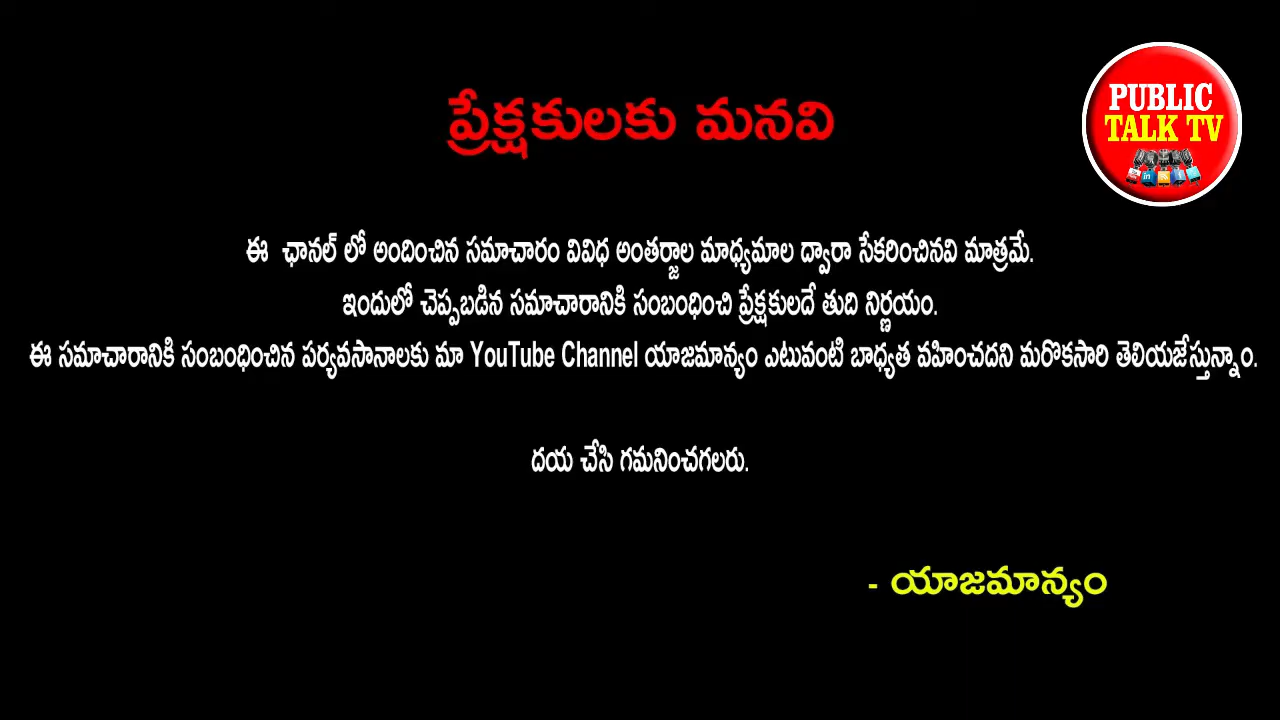 ప్రేక్షకులకు మనవి
PUBLIC
TALK TV
ఈ ఛానల్ లో అందించిన సమాచారం వివిధ అంతర్జాల మాధ్యమాల ద్వారా సేకరించినవి మాత్రమే.
ఇందులో చెప్పబడిన సమాచారానికి సంబంధించి ప్రేక్షకులదే తుది నిర్ణయం.
ఈ సమాచారానికి సంబంధించిన పర్యవసానాలకు మా YouTube Channel యాజమాన్యం ఎటువంటి బాధ్యత వహించదని మరొకసారి తెలియజేస్తున్నాం.
దయ చేసి గమనించగలరు.
- యాజమాన్యం